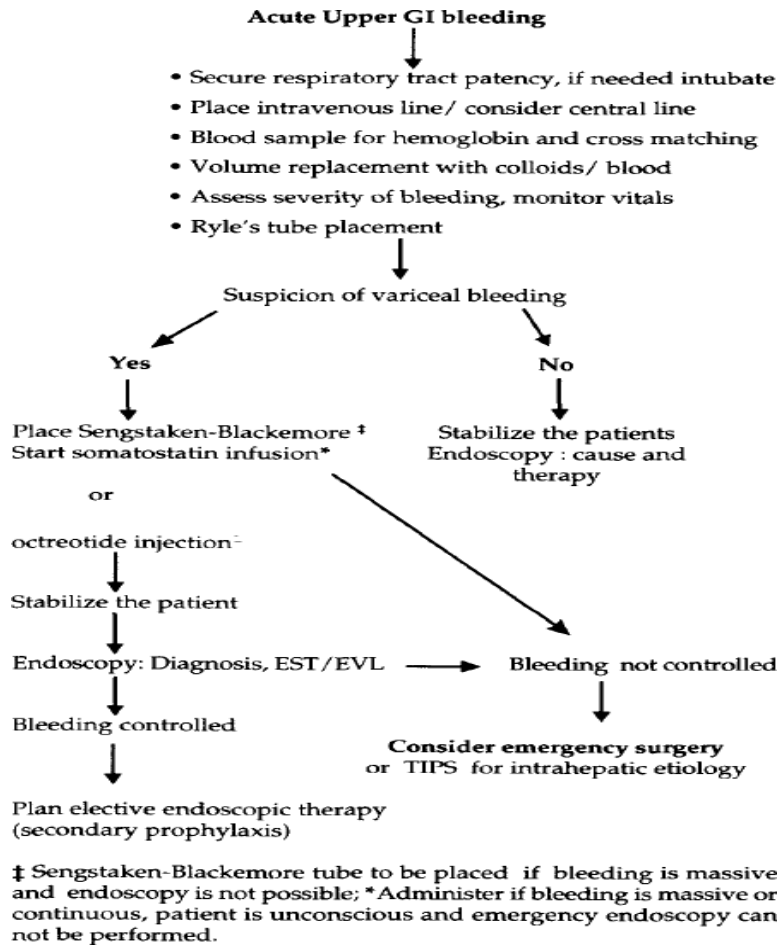 Acute Upper GI bleeding
• Secure respiratory tract patency, if needed intubate
• Place intravenous line/ consider central line
• Blood sample for hemoglobin and cross matching
• Volume replacement with colloids/ blood
• Assess severity of bleeding, monitor vitals
• Ryle's tube placement
Suspicion of variceal bleeding
Yes
No
Place Sengstaken-Blackemore ‡
Start somatostatin infusion*
or
octreotide injection
Stabilize the patients
Endoscopy : cause and
therapy
Stabilize the patient
Endoscopy: Diagnosis, EST/EVL
Bleeding not controlled
Bleeding controlled
Consider emergency surgery
or TIPS for intrahepatic etiology
Plan elective endoscopic therapy
(secondary prophylaxis)
‡ Sengstaken-Blackemore tube to be placed if bleeding is massive
and endoscopy is not possible; *Administer if bleeding is massive or
continuous, patient is unconscious and emergency endoscopy can
not be performed.